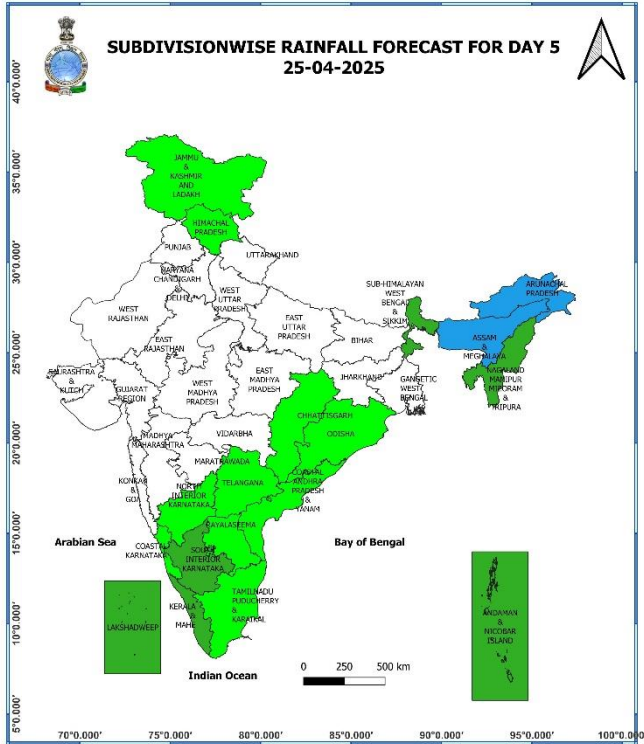 SUBDIVISIONWISE RAINFALL FORECAST FOR DAY 5
25-04-2025
40°0.000'
35°0.000'
30°0.000'
25°0.000'
20°0.000'
15°0.000'
10°0.000'
5°0.000'
JAMMU
&
KASHMIR
AND
LADAKH
HIMACHAL
PRADESH
PUNJAB
UTTARAKHAND
HARYANA
CHANDIGARH
&
DELHI
WEST
UTTAR
PRADESH
WEST
RAJASTHAN
EAST
RAJASTHAN
EAST
UTTAR
PRADESH
BIHAR
SUB-HIMALAYAN
WEST
BENGAL
&
SIKKIM
ARUNACHAL
PRADESH
ASSAM
&
MEGHALAYA
NAGALAND
MANIPUR
MIZORAM
&
TRIPURA
SAURASHTRA
&
KUTCH
GUJARAT
REGION
WEST
MADHYA
PRADESH
EAST
MADHYA
PRADESH
JHARKHAND
GANGETIC
WEST
BENGAL
CHHATTISGARH
ODISHA
MADHYA
MAHARASHTRA
VIDARBHA
MARATHWADA
KONKAN
&
GOA
NORTH
INTERIOR
KARNATAKA
TELANGANA
COASTAL
ANDHRA
PRADESH
&
YANAM
RAYALASEEMA
COASTAL
KARNATAKA
SOUTH
INTERIOR
KARNATAKA
Arabian Sea
Bay of Bengal
TAMILNADU
PUDUCHERRY
&
KARAIKAL
KERALA
MAHE
LAKSHADWEEP
ANDAMAN
&
NICOBAR
ISLAND
Indian Ocean
0 250 500 km
70°0.000' 75°0.000' 80°0.000' 85°0.000' 90°0.000' 95°0.000' 100°0.000'